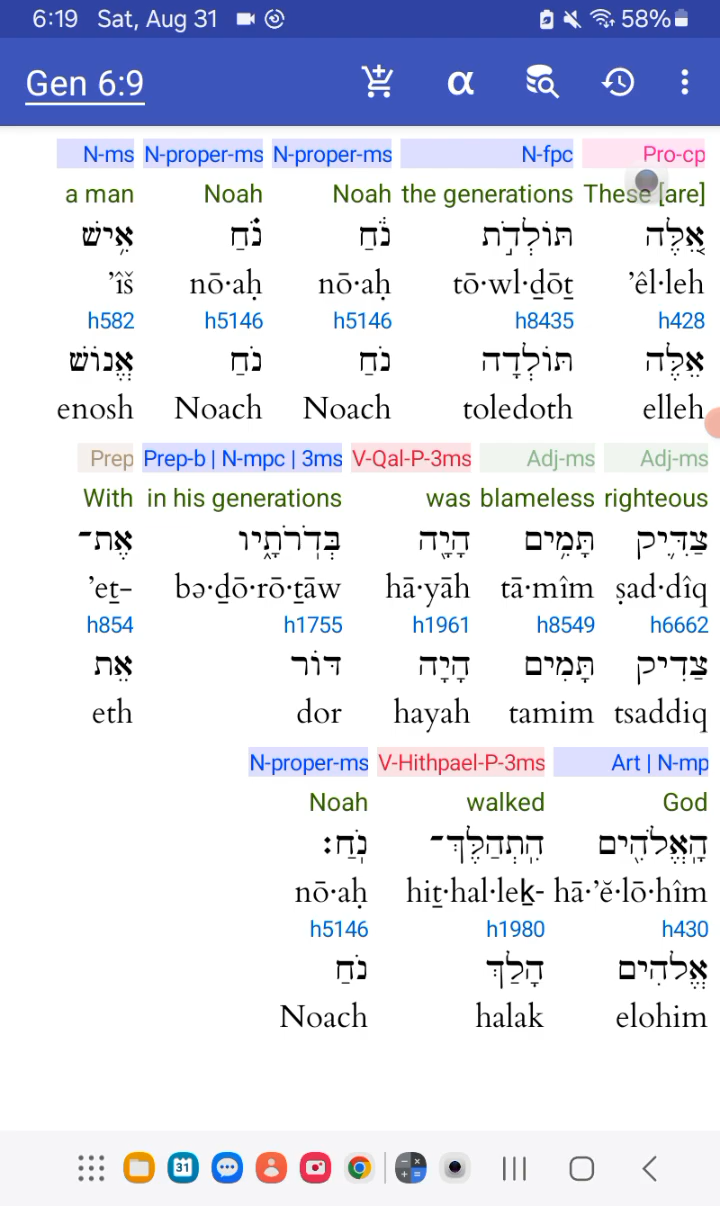 6:19 Sat, Aug 31 58%
Gen 6:9 α
N-ms N-proper-ms N-proper-ms N-fpc Pro-cp
a man Noah Noah the generations These [are]
אִ֥ישׁ נֹ֗חַ נֹ֔חַ תּוֹלְדֹ֣ת אֵ֚לֶּה
’îš nō·aḥ nō·aḥ tō·wl·ḏōṯ ’êl·leh
h582 h5146 h5146 h8435 h428
אֱנוֹשׁ נֹחַ נֹחַ תּוֹלְדָה אֵלֶּה
enosh Noach Noach toledoth elleh
Prep Prep-b | N-mpc | 3ms V-Qal-P-3ms Adj-ms Adj-ms
With in his generations was blameless righteous
אֶת־ בְּדֹֽרֹתָ֑יו הָיָ֖ה תָּמִ֥ים צַדִּ֛יק
’eṯ- bə·ḏō·rō·ṯāw hā·yāh tā·mîm ṣad·dîq
h854 h1755 h1961 h8549 h6662
אֵת דּוֹר הָיָה תָּמִים צַדִּיק
eth dor hayah tamim tsaddiq
N-proper-ms V-Hithpael-P-3ms Art | N-mp
Noah walked God
נֹֽחַ׃ הִֽתְהַלֶּךְ־ הָֽאֱלֹהִ֖ים
nō·aḥ hiṯ·hal·leḵ- hā·’ĕ·lō·hîm
h5146 h1980 h430
נֹחַ הָלַךְ אֱלֹהִים
Noach halak elohim
31